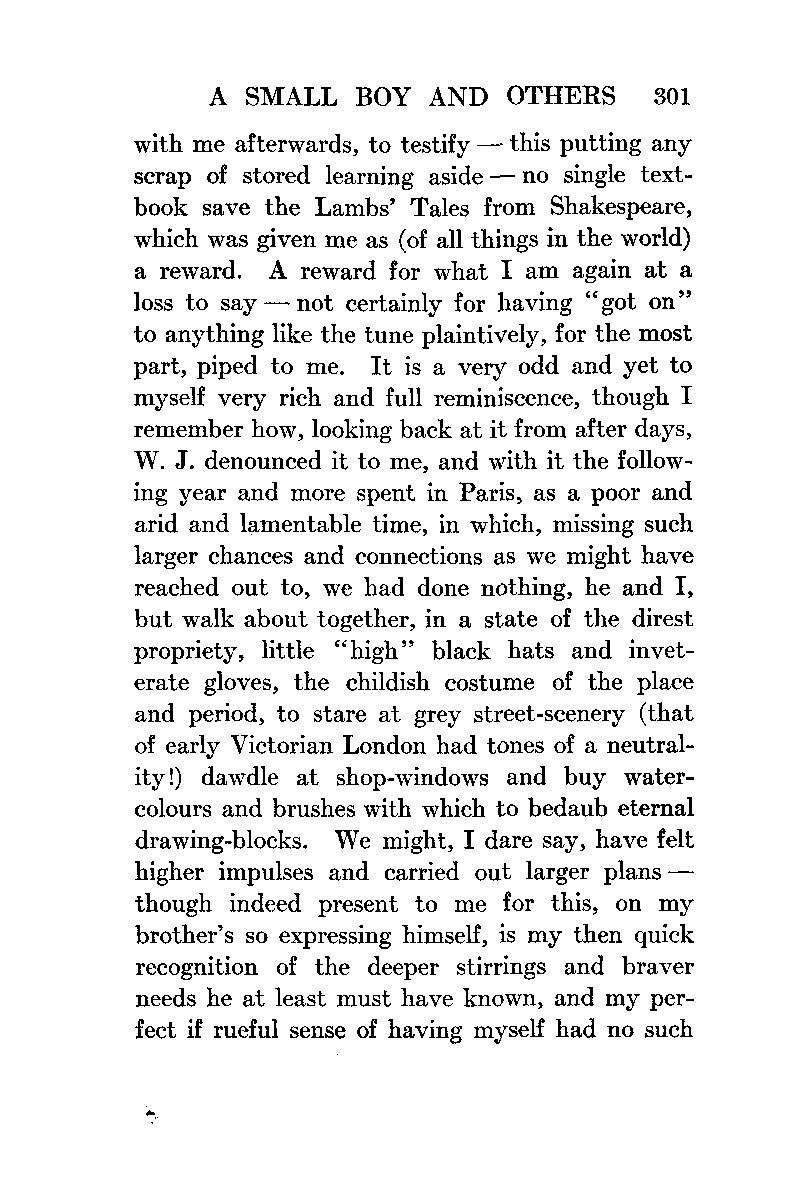 A SMALL BOY AND OTHERS 301
with me afterwards, to testify — this putting any
scrap of stored learning aside — no single text-
book save the Lambs' Tales from Shakespeare,
which was given me as (of all things in the world)
a reward. A reward for what I am again at a
loss to say — not certainly for having "got on"
to anything like the tune plaintively, for the most
part, piped to me. It is a very odd and yet to
myself very rich and full reminiscence, though I
remember how, looking back at it from after days,
W. J. denounced it to me, and with it the follow-
ing year and more spent in Paris, as a poor and
arid and lamentable time, in which, missing such
larger chances and connections as we might have
reached out to, we had done nothing, he and I,
but walk about together, in a state of the direst
propriety, little "high" black hats and invet-
erate gloves, the childish costume of the place
and period, to stare at grey street-scenery (that
of early Victorian London had tones of a neutral-
ity!) dawdle at shop-windows and buy water-
colours and brushes with which to bedaub eternal
drawing-blocks. We might, I dare say, have felt
higher impulses and carried out larger plans —
though indeed present to me for this, on my
brother's so expressing himself, is my then quick
recognition of the deeper stirrings and braver
needs he at least must have known, and my per-
fect if rueful sense of having myself had no such